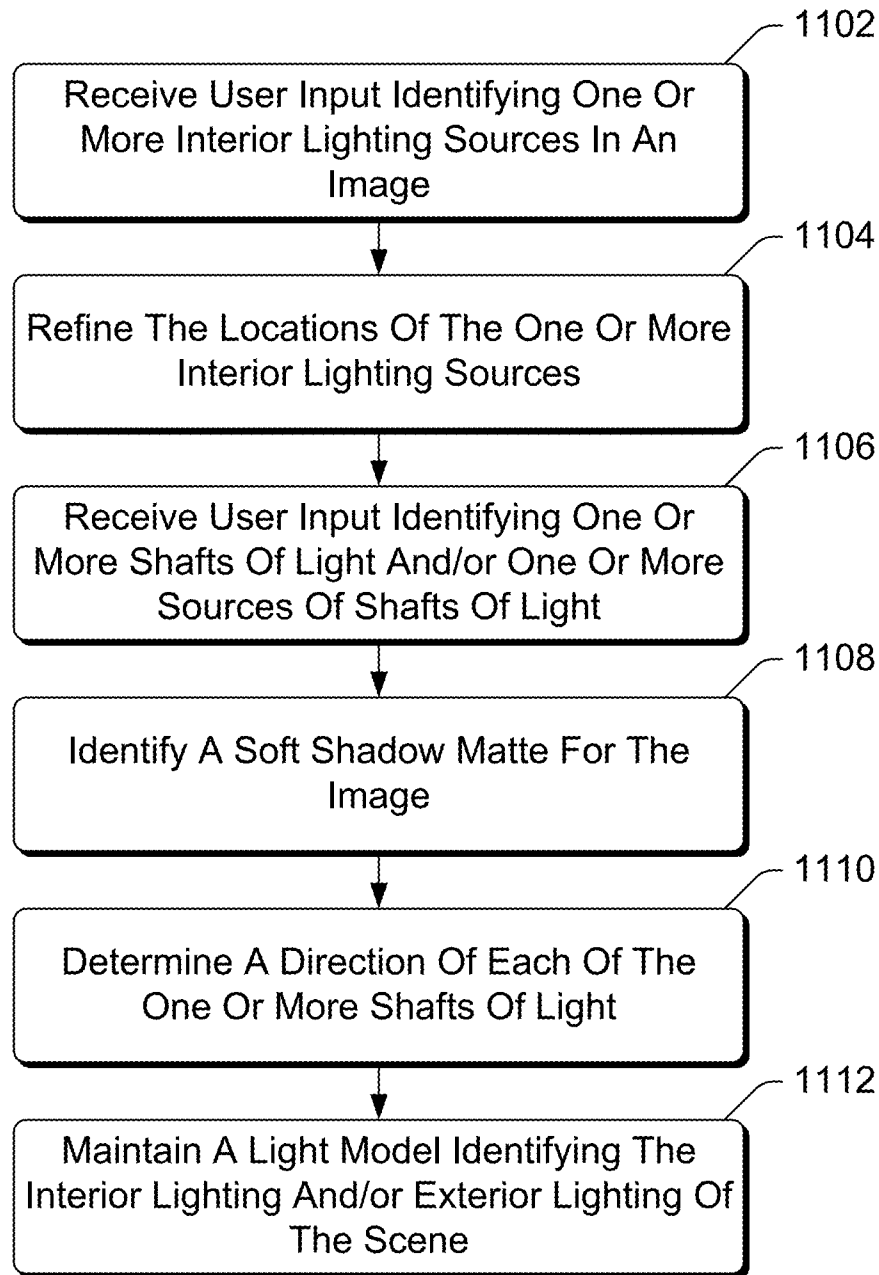 1102
Receive User Input Identifying One Or
More Interior Lighting Sources In An
Image
1104
Refine The Locations Of The One Or More
Interior Lighting Sources
1106
Receive User Input Identifying One Or
More Shafts Of Light And/or One Or More
Sources Of Shafts Of Light
1108
Identify A Soft Shadow Matte For The
Image
1110
Determine A Direction Of Each Of The
One Or More Shafts Of Light
1112
Maintain A Light Model Identifying The
Interior Lighting And/or Exterior Lighting Of
The Scene